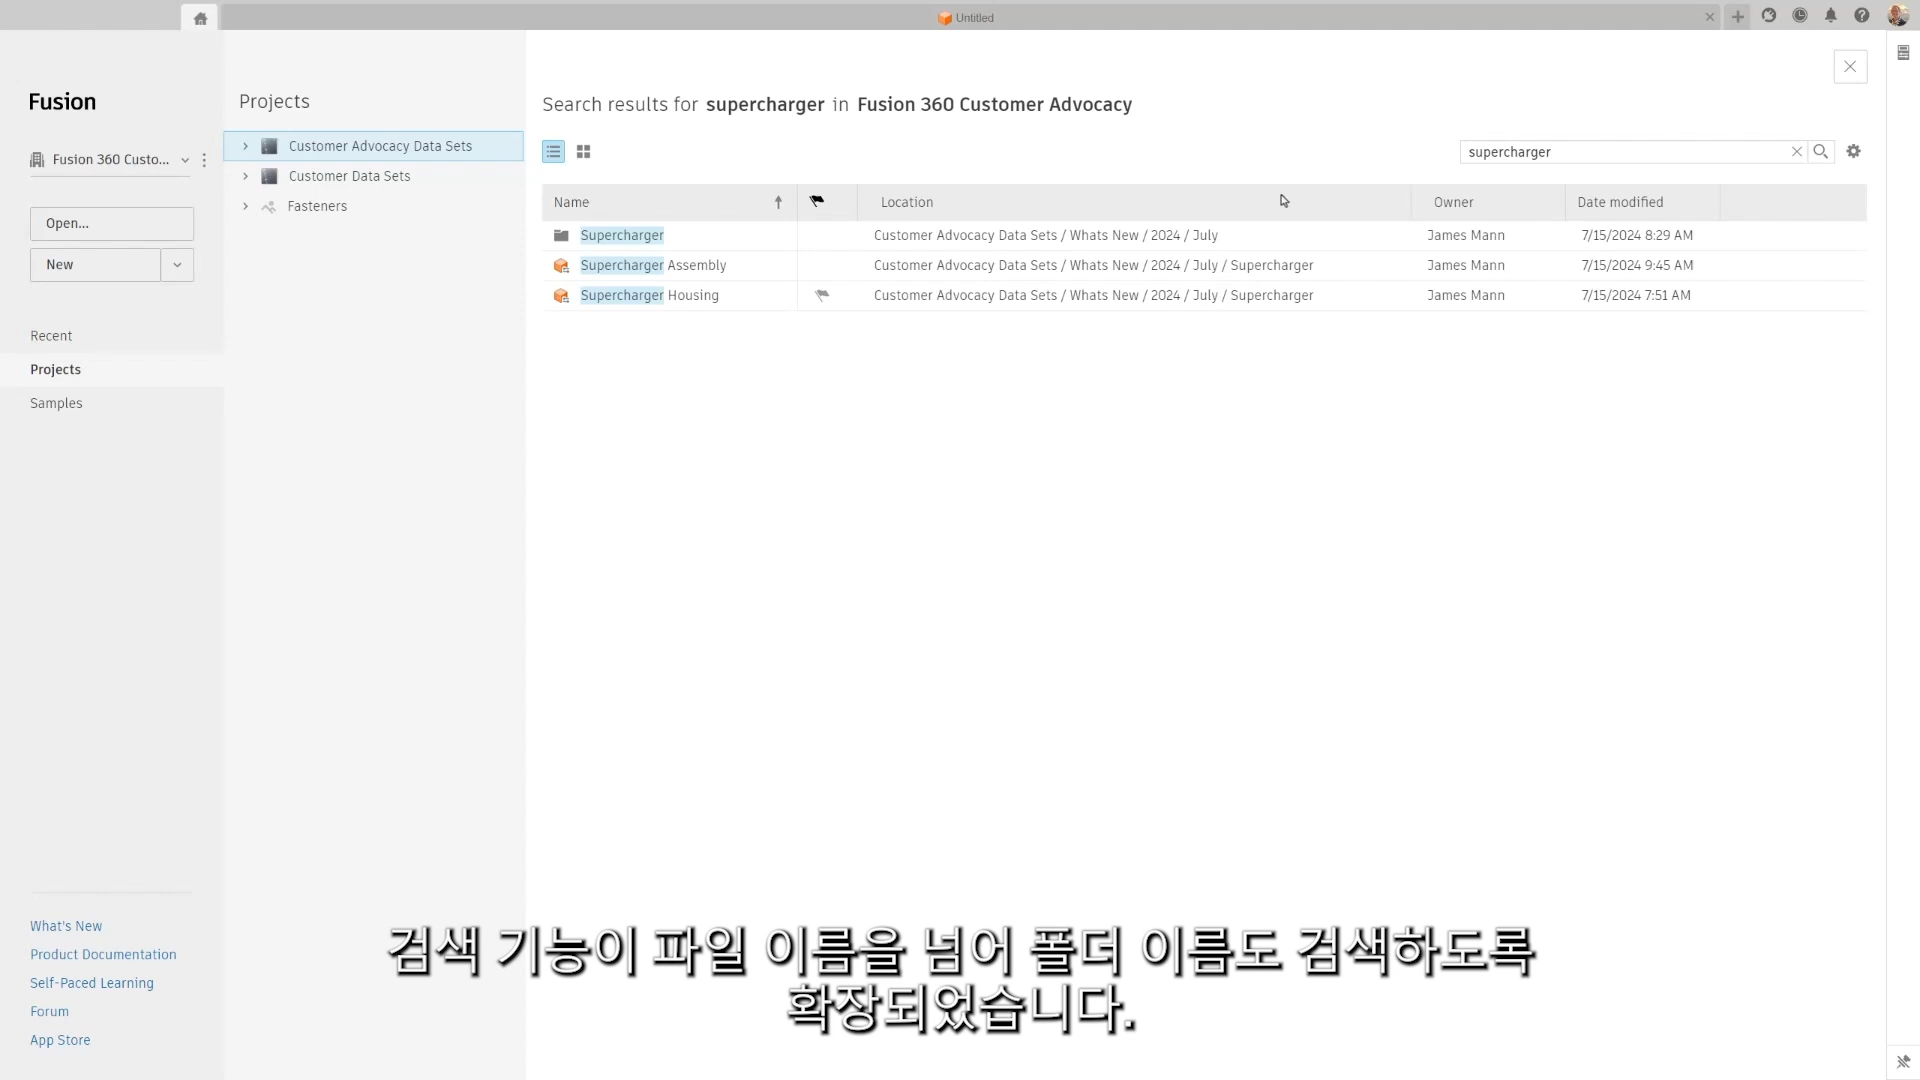 Untitled
Fusion
Fusion 360 Custo...
Open...
New
Recent
Projects
Samples
What's New
Product Documentation
Self-Paced Learning
Forum
App Store
Projects
Customer Advocacy Data Sets
Customer Data Sets
Fasteners
Search results for supercharger in Fusion 360 Customer Advocacy
supercharger
Name Location Owner Date modified
Supercharger Customer Advocacy Data Sets / Whats New / 2024 / July James Mann 7/15/2024 8:29 AM
Supercharger Assembly Customer Advocacy Data Sets / Whats New / 2024 / July / Supercharger James Mann 7/15/2024 9:45 AM
Supercharger Housing Customer Advocacy Data Sets / Whats New / 2024 / July / Supercharger James Mann 7/15/2024 7:51 AM
검색 기능이 파일 이름을 넘어 폴더 이름도 검색하도록
확장되었습니다.